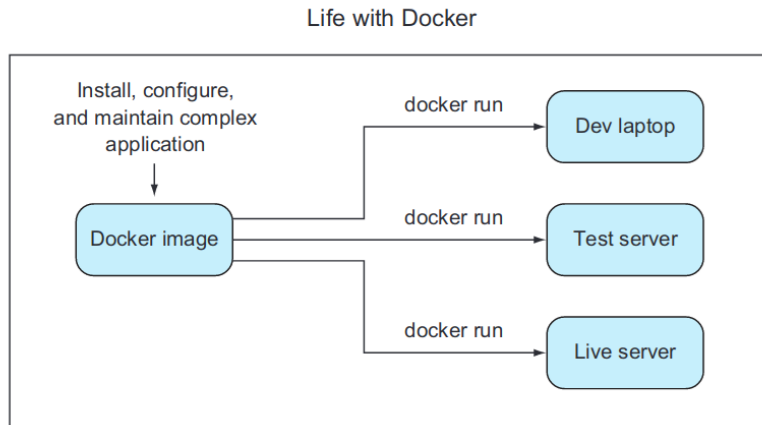 Life with Docker
Install, configure,
and maintain complex
application
docker run
Dev laptop
Docker image
docker run
Test server
docker run
Live server